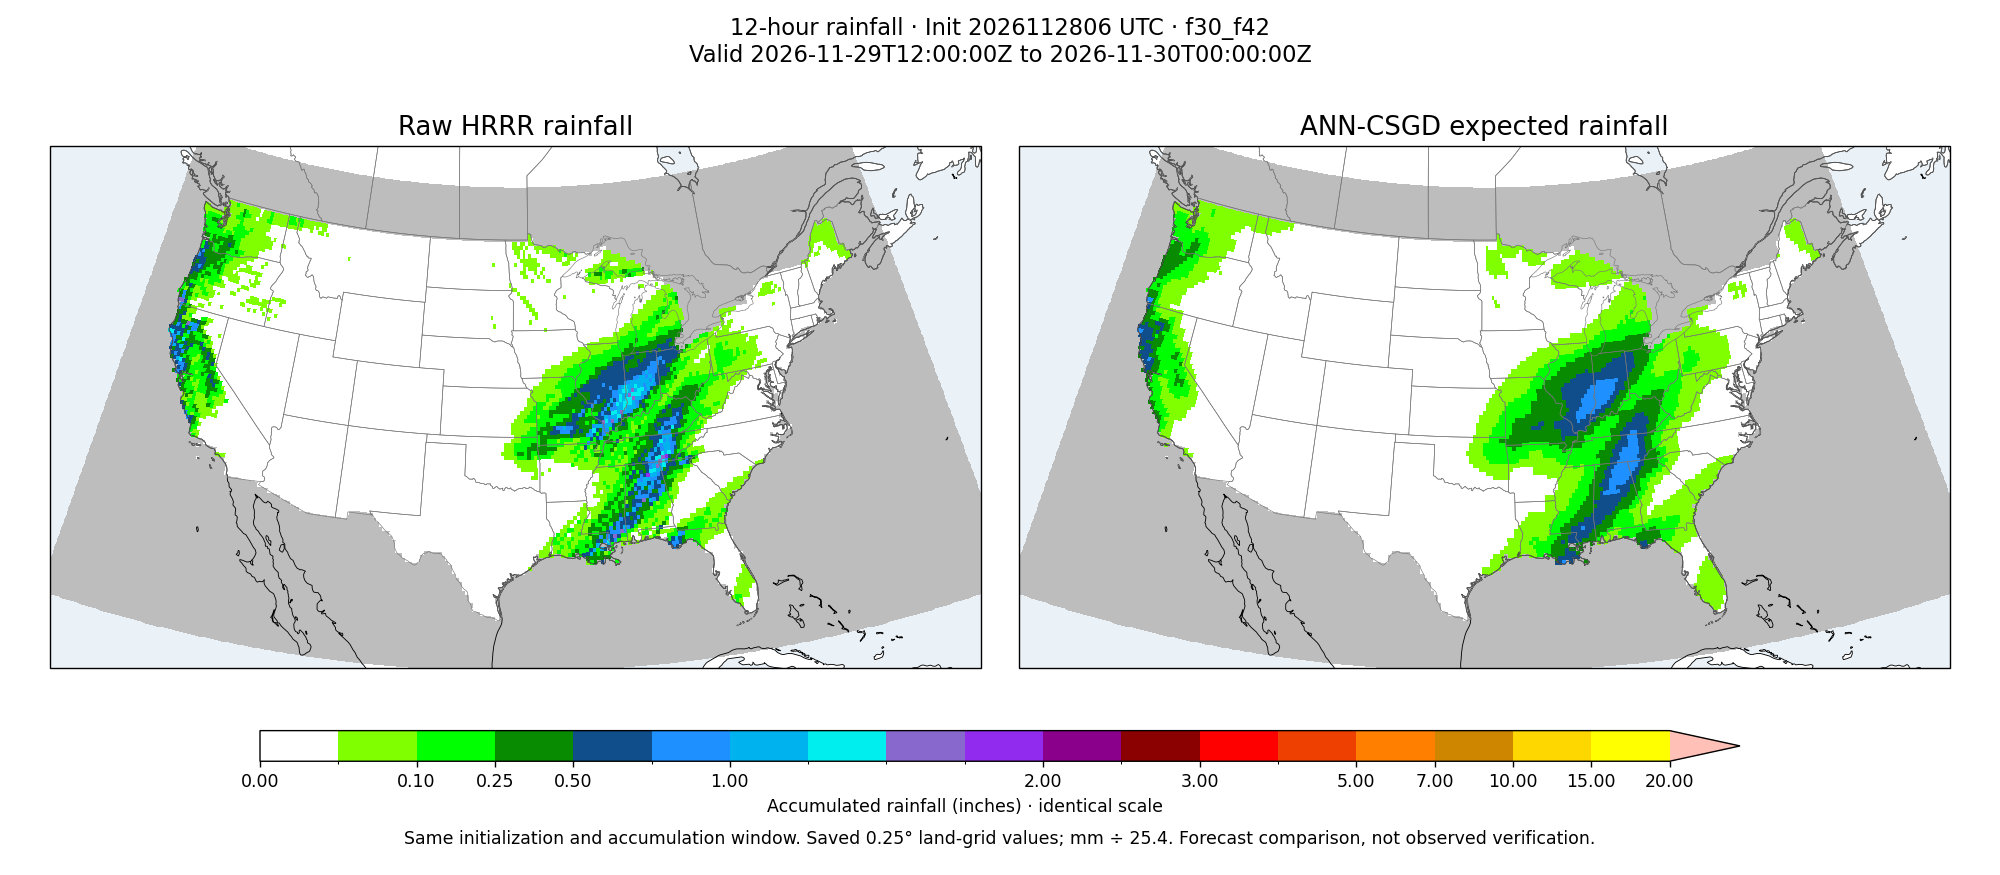 12-hour rainfall · Init 2026112806 UTC · f30_f42
Valid 2026-11-29T12:00:00Z to 2026-11-30T00:00:00Z
Raw HRRR rainfall
ANN-CSGD expected rainfall
0.00 0.10 0.25 0.50 1.00 2.00 3.00 5.00 7.00 10.00 15.00 20.00
Accumulated rainfall (inches) · identical scale
Same initialization and accumulation window. Saved 0.25° land-grid values; mm ÷ 25.4. Forecast comparison, not observed verification.